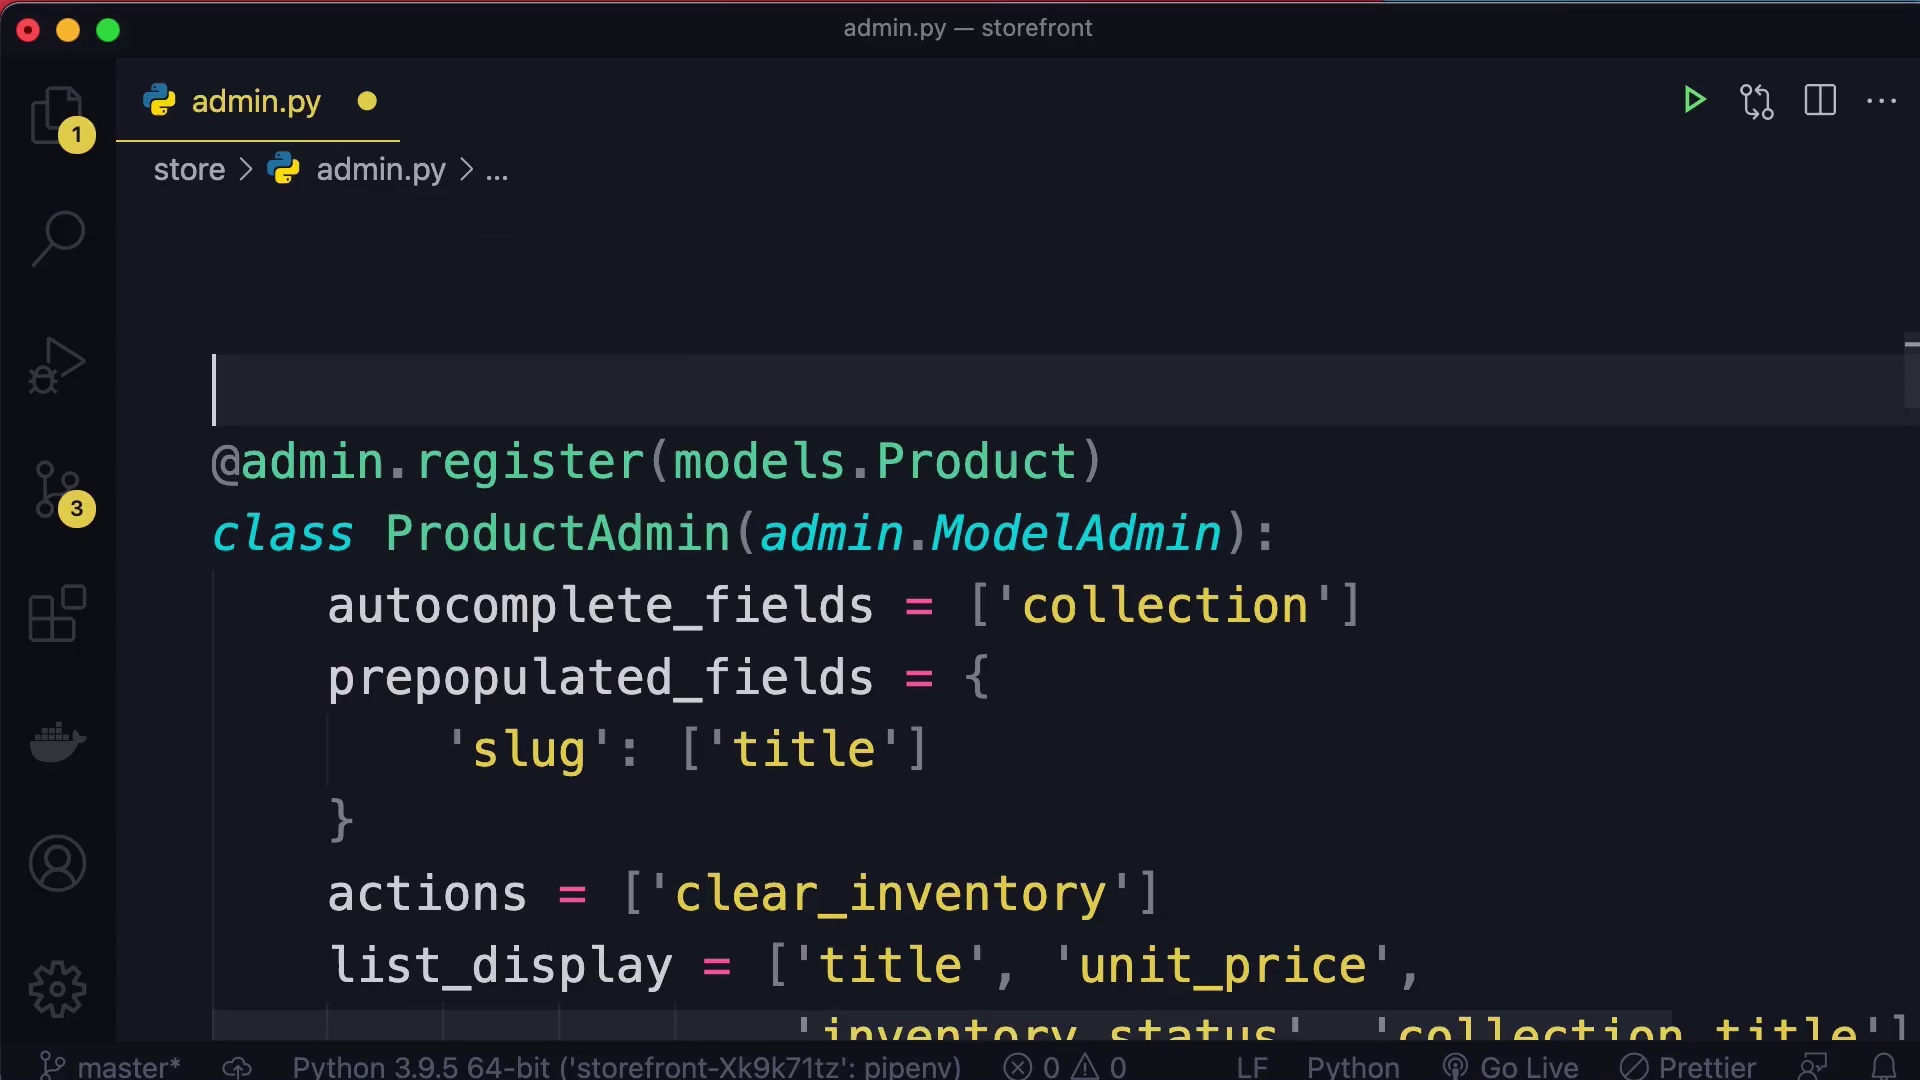 admin.py — storefront
admin.py
1
store > admin.py > ...
@admin.register(models.Product)
class ProductAdmin(admin.ModelAdmin):
3
autocomplete_fields = ['collection']
prepopulated_fields = {
'slug': ['title']
}
actions = ['clear_inventory']
list_display = ['title', 'unit_price',
'inventory_status', 'collection_title']
master* Python 3.9.5 64-bit ('storefront-Xk9k71tz': pipenv) 0 0 LF Python Go Live Prettier